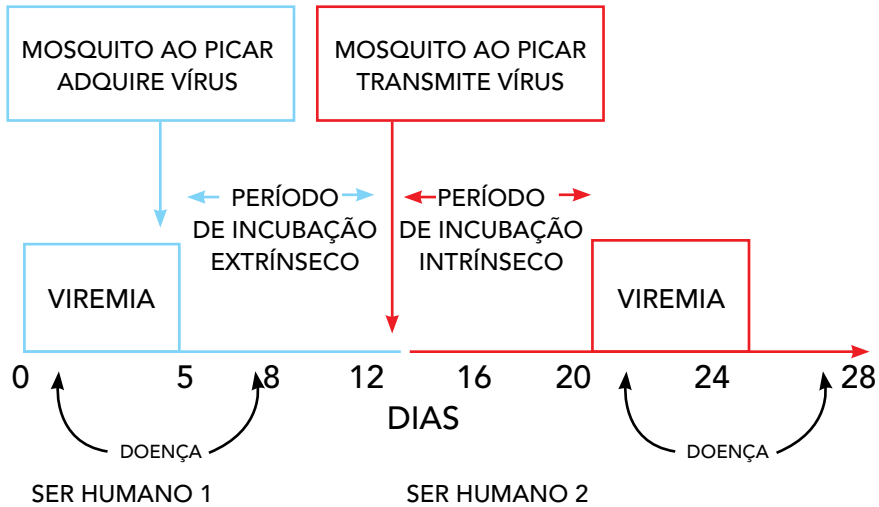 MOSQUITO AO PICAR
ADQUIRE VÍRUS
MOSQUITO AO PICAR
TRANSMITE VÍRUS
PERÍODO
DE INCUBAÇÃO
EXTRÍNSECO
PERÍODO
DE INCUBAÇÃO
INTRÍNSECO
VIREMIA
VIREMIA
0 5 8 12 16 20 24 28
DIAS
DOENÇA
DOENÇA
SER HUMANO 1
SER HUMANO 2